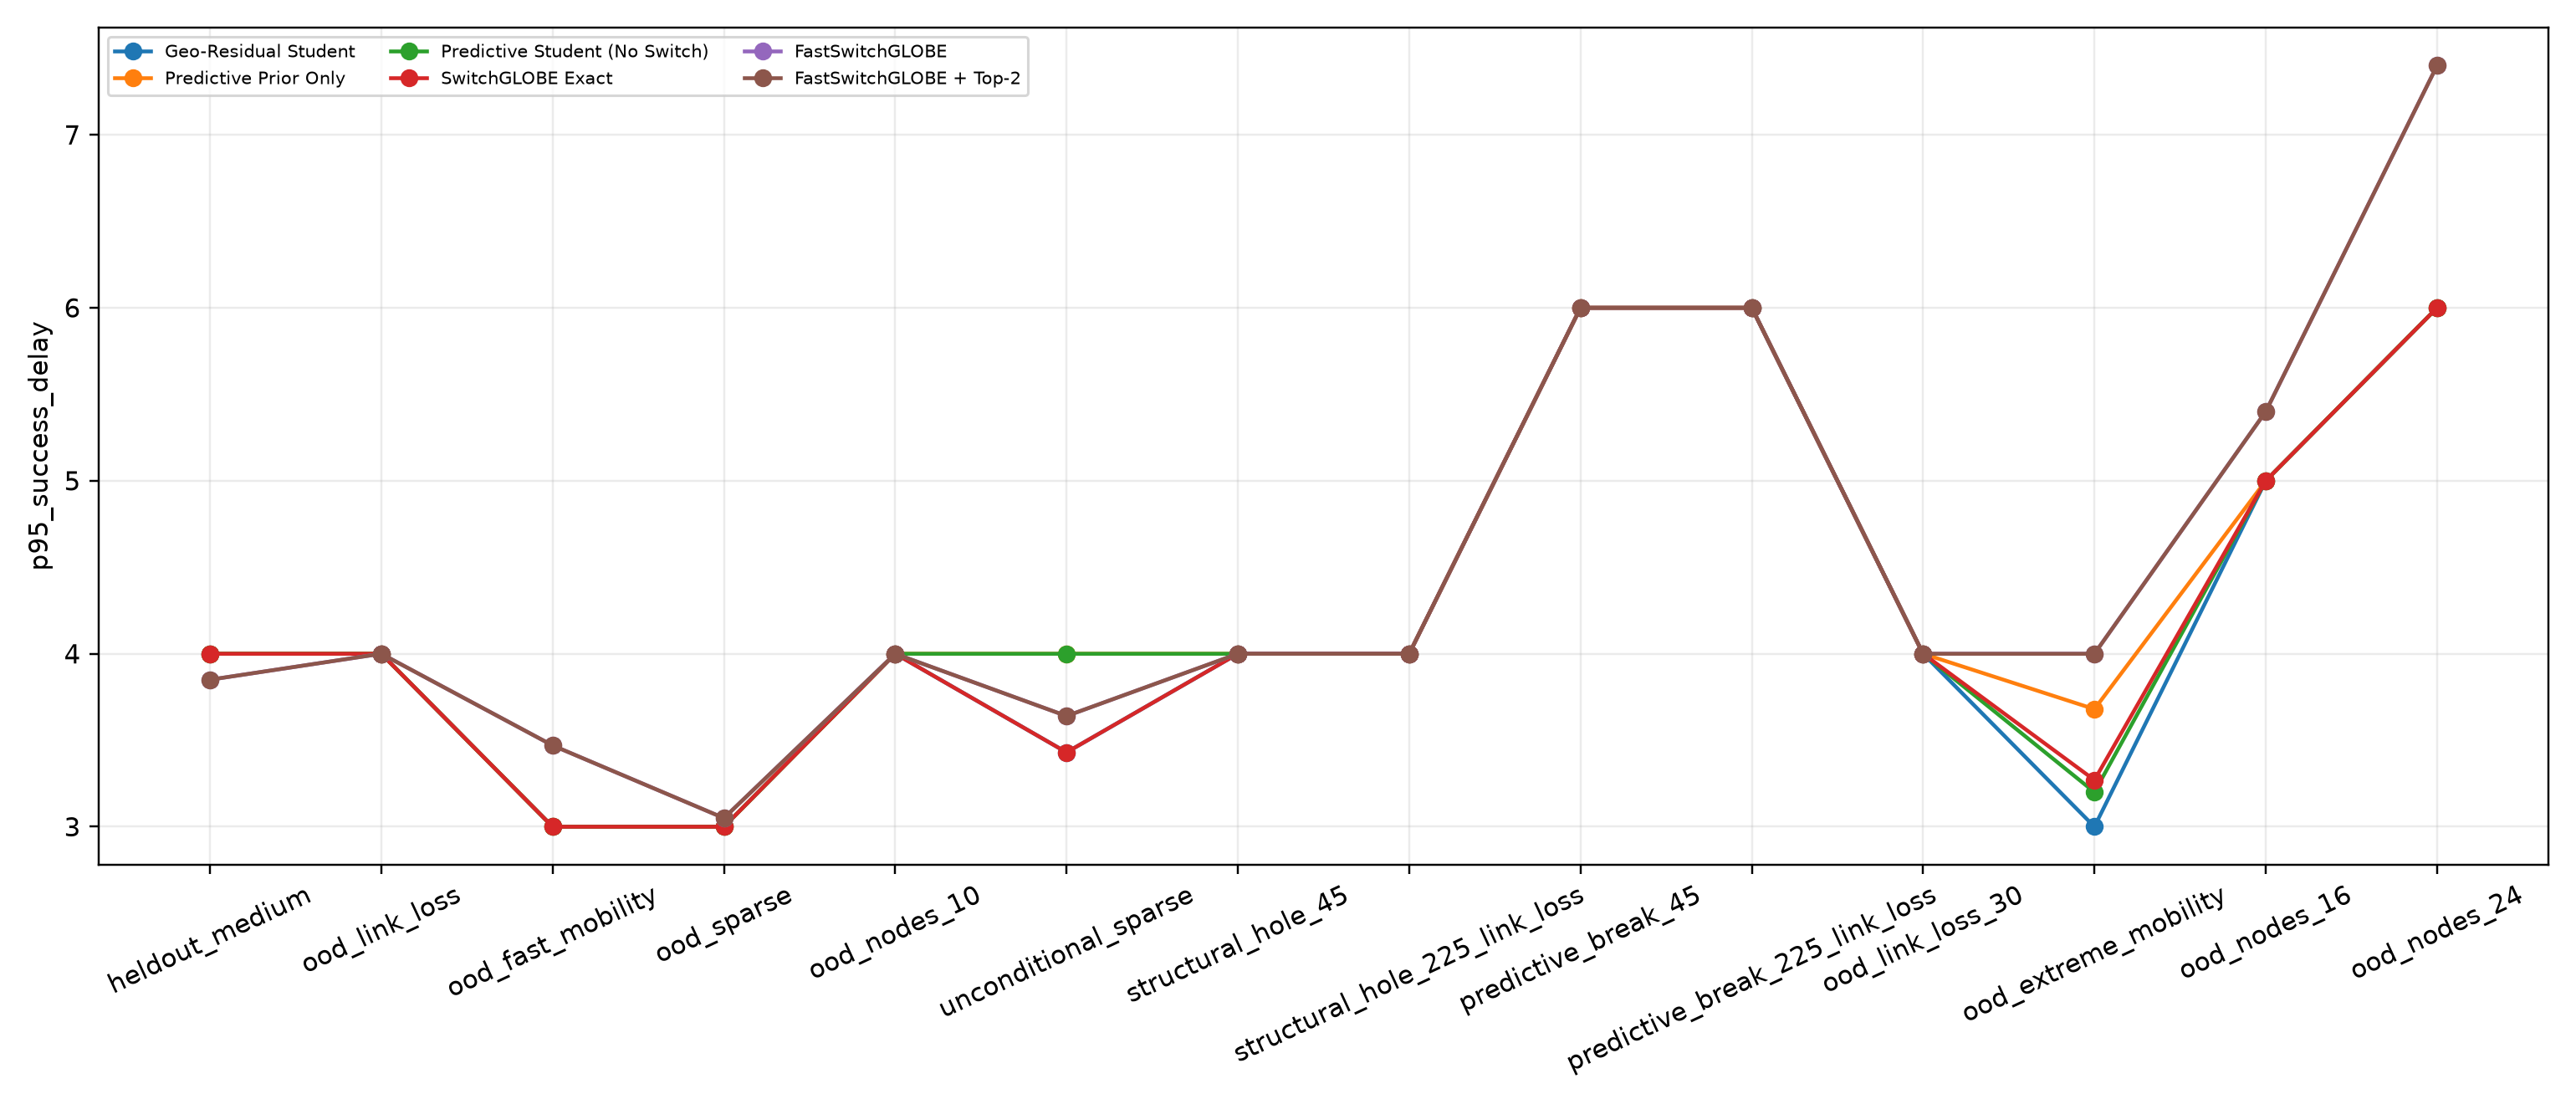 Geo-Residual Student
Predictive Prior Only
Predictive Student (No Switch)
SwitchGLOBE Exact
FastSwitchGLOBE
FastSwitchGLOBE + Top-2
p95_success_delay
7
6
5
4
3
heldout_medium
ood_link_loss
ood_fast_mobility
ood_sparse
ood_nodes_10
unconditional_sparse
structural_hole_45
structural_hole_225_link_loss
predictive_break_45
predictive_break_225_link_loss
ood_link_loss_30
ood_extreme_mobility
ood_nodes_16
ood_nodes_24